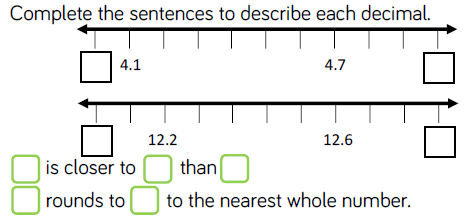 Complete the sentences to describe each decimal.
4.1 4.7
12.2 12.6
is closer to than
rounds to to the nearest whole number.